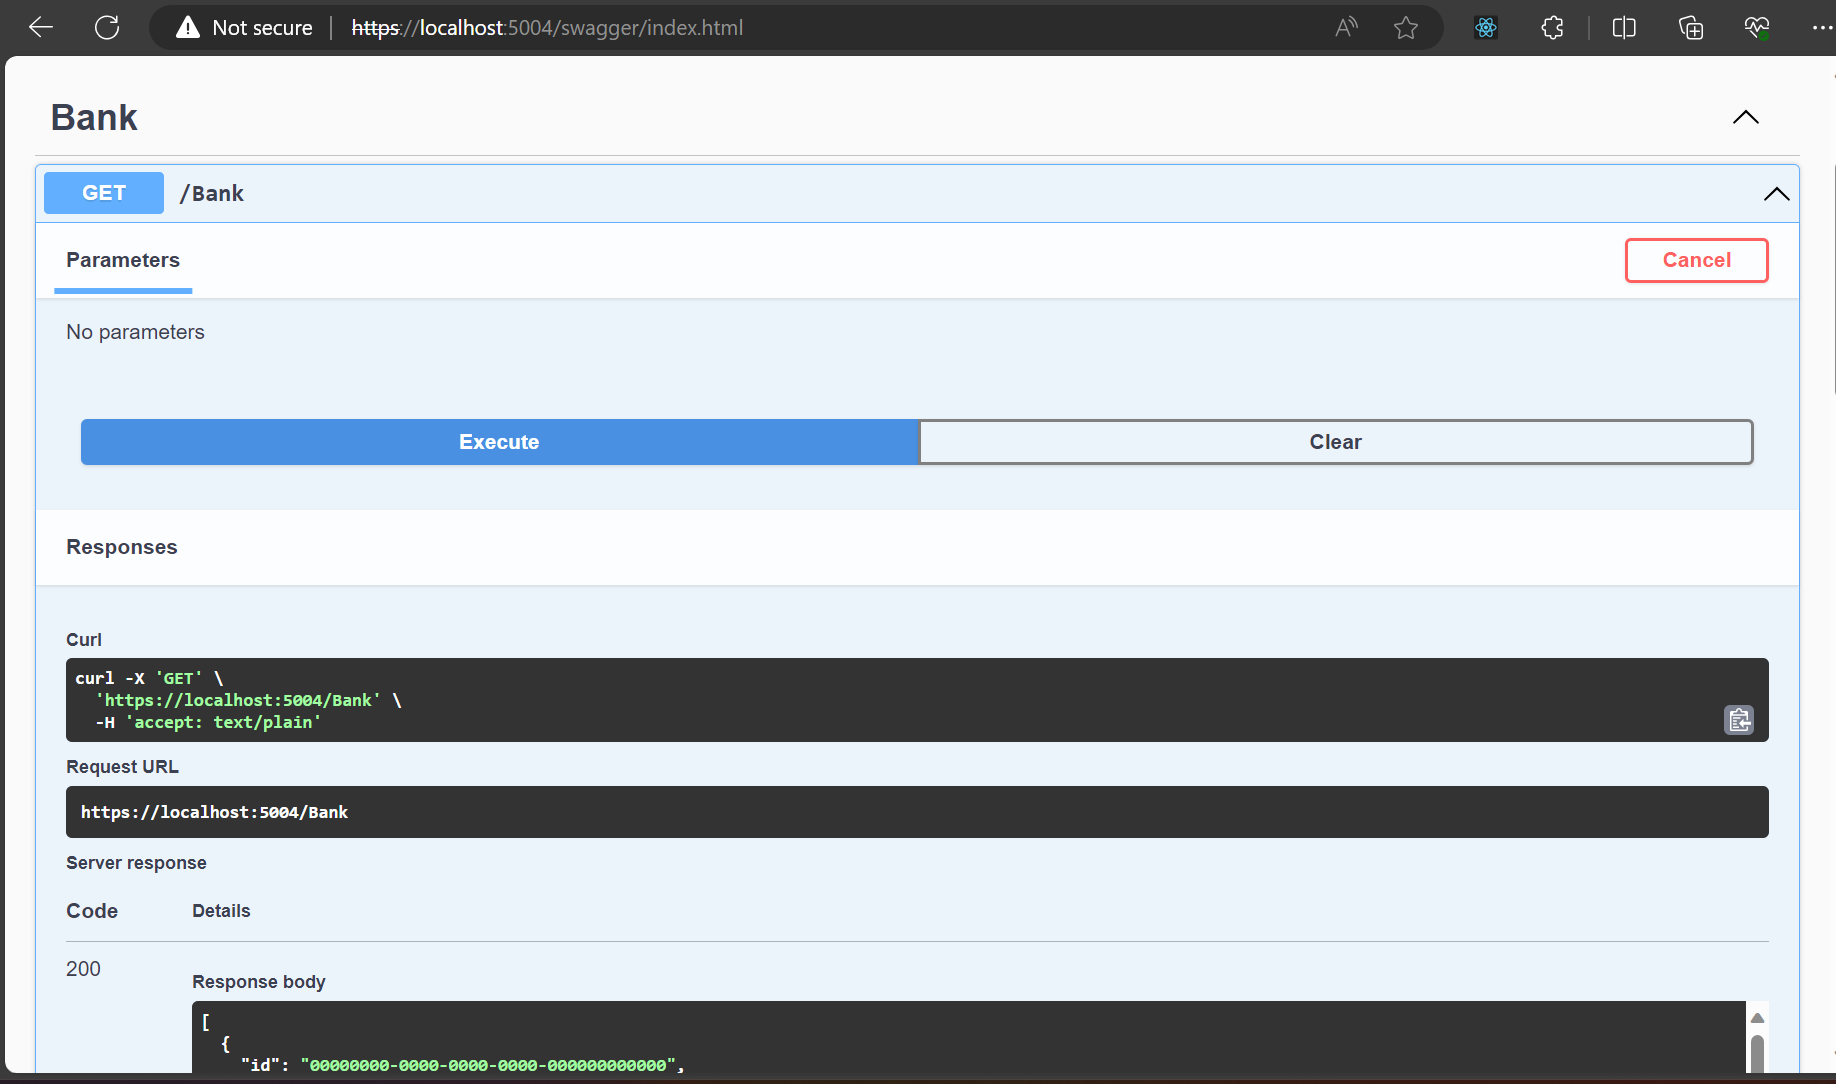 Not secure https://localhost:5004/swagger/index.html
Bank
GET /Bank
Parameters Cancel
No parameters
Execute Clear
Responses
Curl
curl -X 'GET' \
'https://localhost:5004/Bank' \
-H 'accept: text/plain'
Request URL
https://localhost:5004/Bank
Server response
Code Details
200
Response body
[
{
"id": "00000000-0000-0000-0000-000000000000",